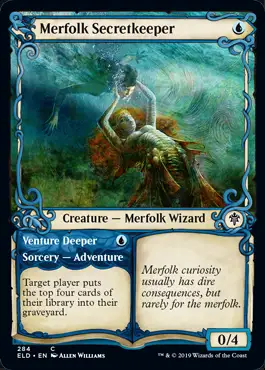 Merfolk Secretkeeper
Creature — Merfolk Wizard
Venture Deeper
Sorcery — Adventure
Target player puts
the top four cards of
their library into their
graveyard.
Merfolk curiosity
usually has dire
consequences, but
rarely for the merfolk.
0/4
284 C
ELD • EN ALLEN WILLIAMS
™ & © 2019 Wizards of the Coast